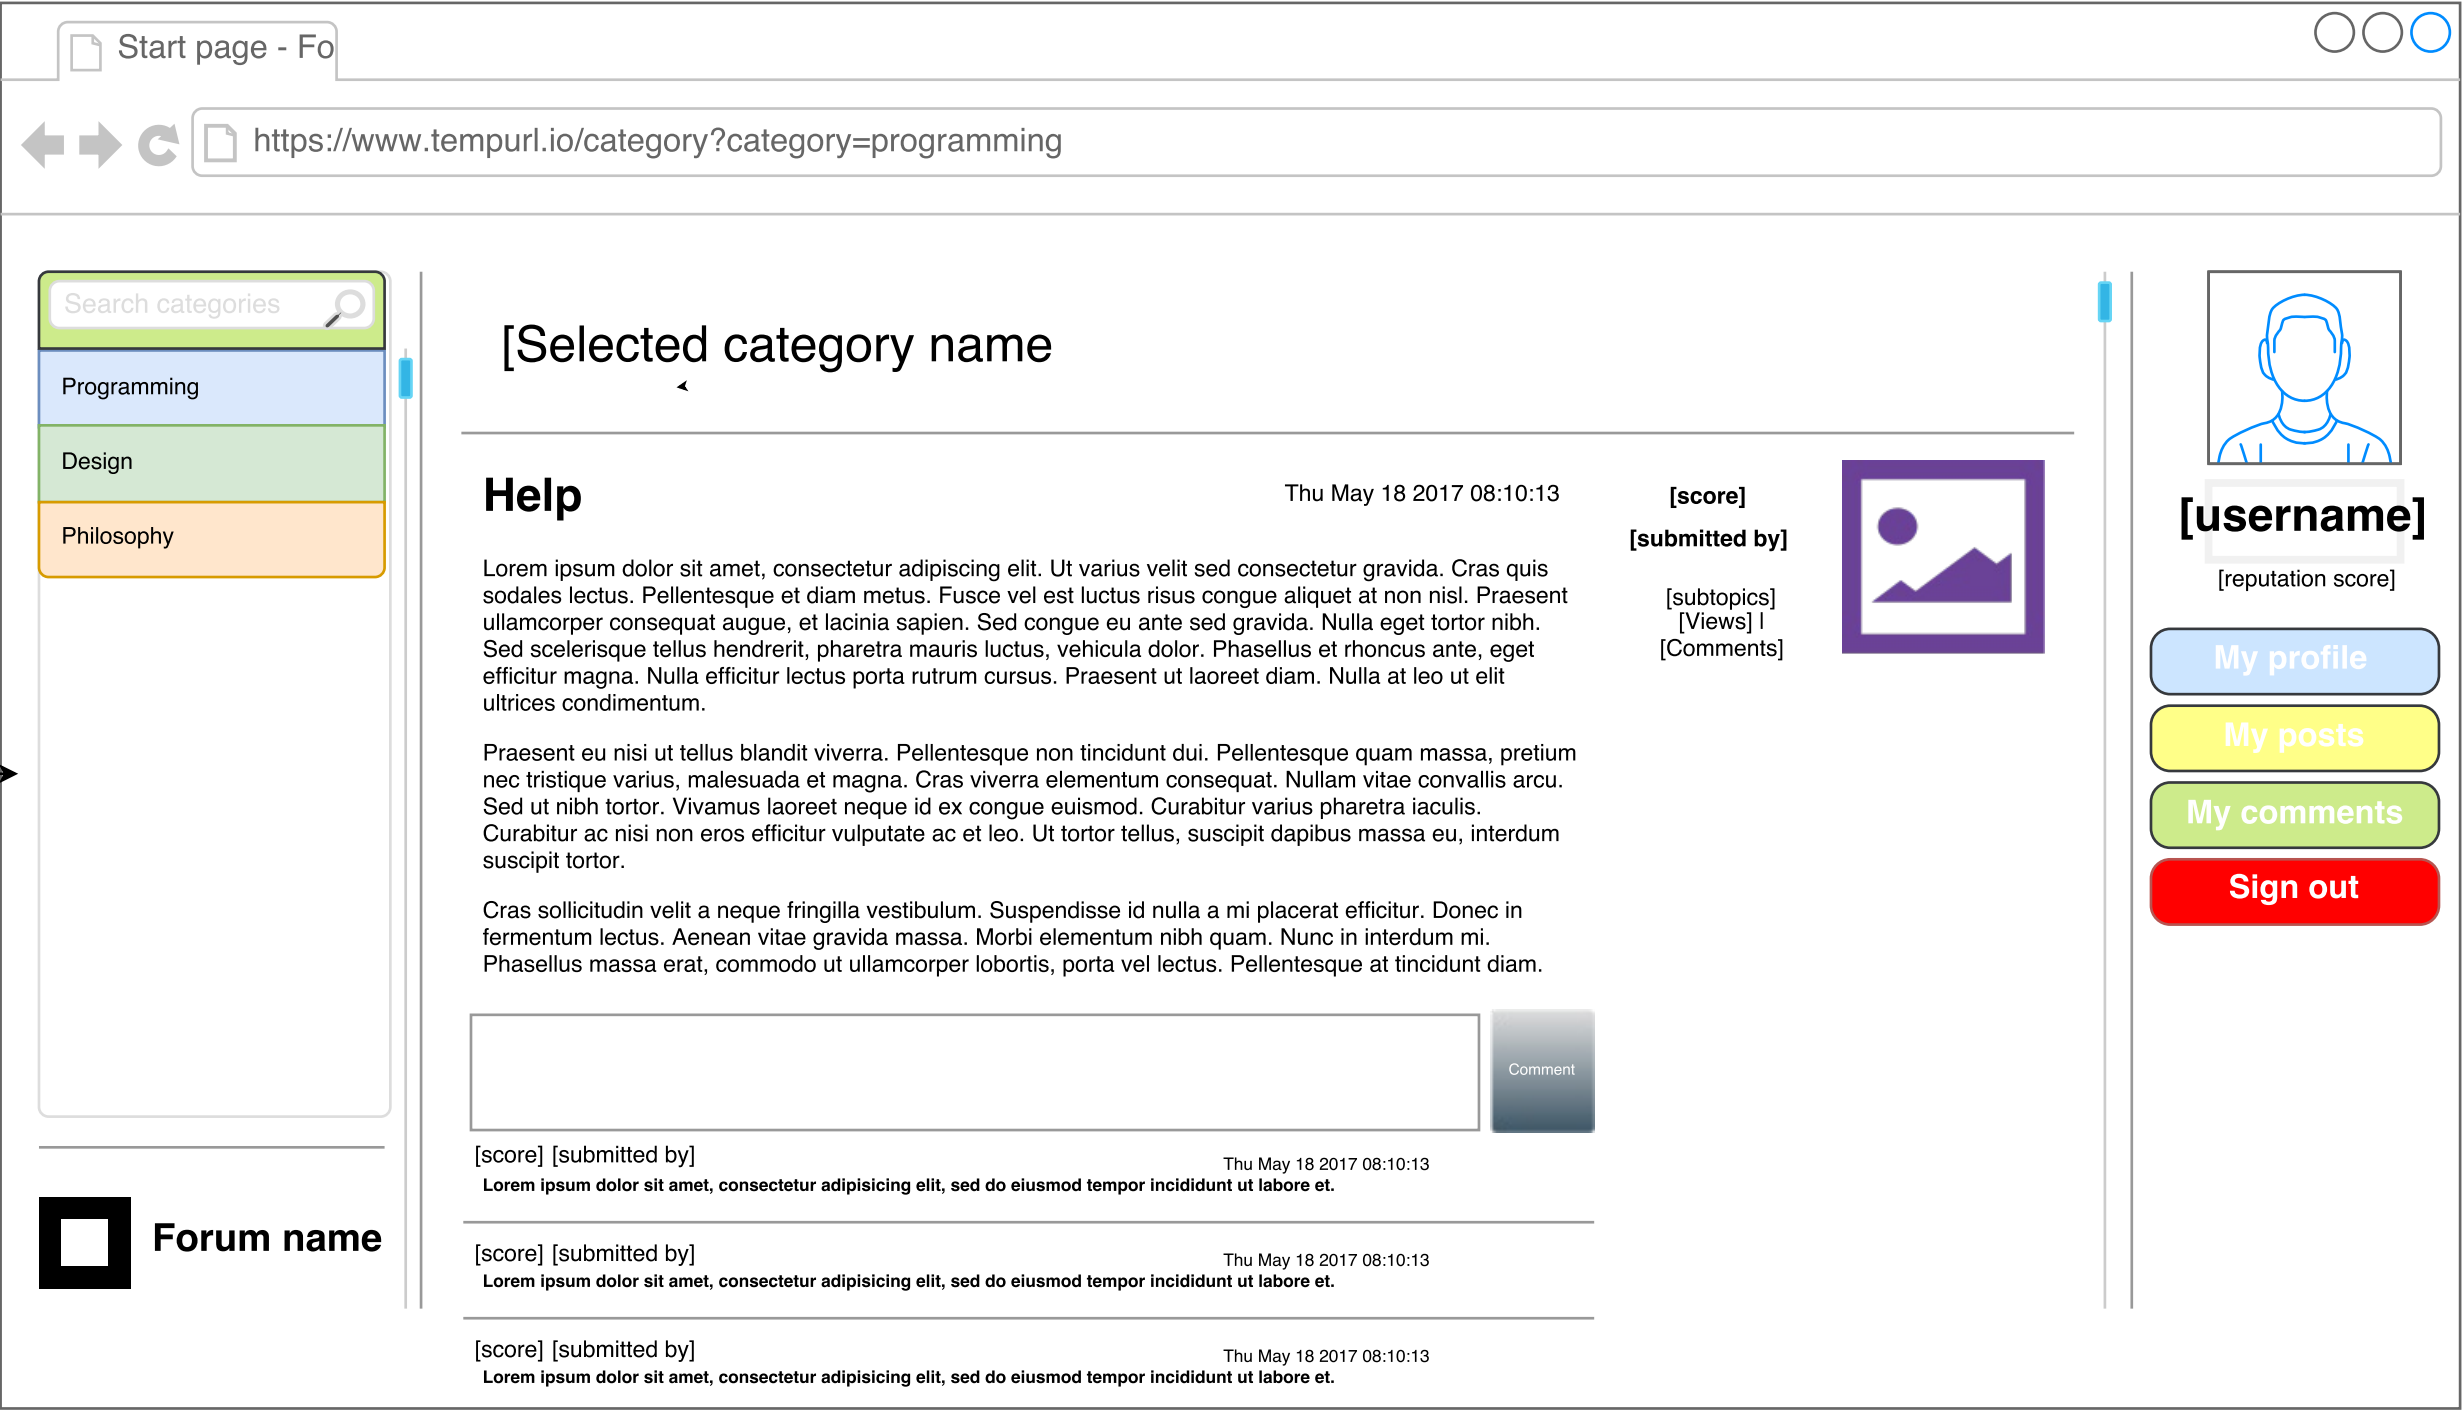 Start page - Fo
https://www.tempurl.io/category?category=programming
Search categories
Programming
Design
Philosophy
Forum name
[Selected category name
Help
Thu May 18 2017 08:10:13
Lorem ipsum dolor sit amet, consectetur adipiscing elit. Ut varius velit sed consectetur gravida. Cras quis
sodales lectus. Pellentesque et diam metus. Fusce vel est luctus risus congue aliquet at non nisl. Praesent
ullamcorper consequat augue, et lacinia sapien. Sed congue eu ante sed gravida. Nulla eget tortor nibh.
Sed scelerisque tellus hendrerit, pharetra mauris luctus, vehicula dolor. Phasellus et rhoncus ante, eget
efficitur magna. Nulla efficitur lectus porta rutrum cursus. Praesent ut laoreet diam. Nulla at leo ut elit
ultrices condimentum.
Praesent eu nisi ut tellus blandit viverra. Pellentesque non tincidunt dui. Pellentesque quam massa, pretium
nec tristique varius, malesuada et magna. Cras viverra elementum consequat. Nullam vitae convallis arcu.
Sed ut nibh tortor. Vivamus laoreet neque id ex congue euismod. Curabitur varius pharetra iaculis.
Curabitur ac nisi non eros efficitur vulputate ac et leo. Ut tortor tellus, suscipit dapibus massa eu, interdum
suscipit tortor.
Cras sollicitudin velit a neque fringilla vestibulum. Suspendisse id nulla a mi placerat efficitur. Donec in
fermentum lectus. Aenean vitae gravida massa. Morbi elementum nibh quam. Nunc in interdum mi.
Phasellus massa erat, commodo ut ullamcorper lobortis, porta vel lectus. Pellentesque at tincidunt diam.
[score]
[submitted by]
[subtopics]
[Views] |
[Comments]
Comment
[score] [submitted by]
Thu May 18 2017 08:10:13
Lorem ipsum dolor sit amet, consectetur adipisicing elit, sed do eiusmod tempor incididunt ut labore et.
[score] [submitted by]
Thu May 18 2017 08:10:13
Lorem ipsum dolor sit amet, consectetur adipisicing elit, sed do eiusmod tempor incididunt ut labore et.
[score] [submitted by]
Thu May 18 2017 08:10:13
Lorem ipsum dolor sit amet, consectetur adipisicing elit, sed do eiusmod tempor incididunt ut labore et.
[username]
[reputation score]
My profile
My posts
My comments
Sign out